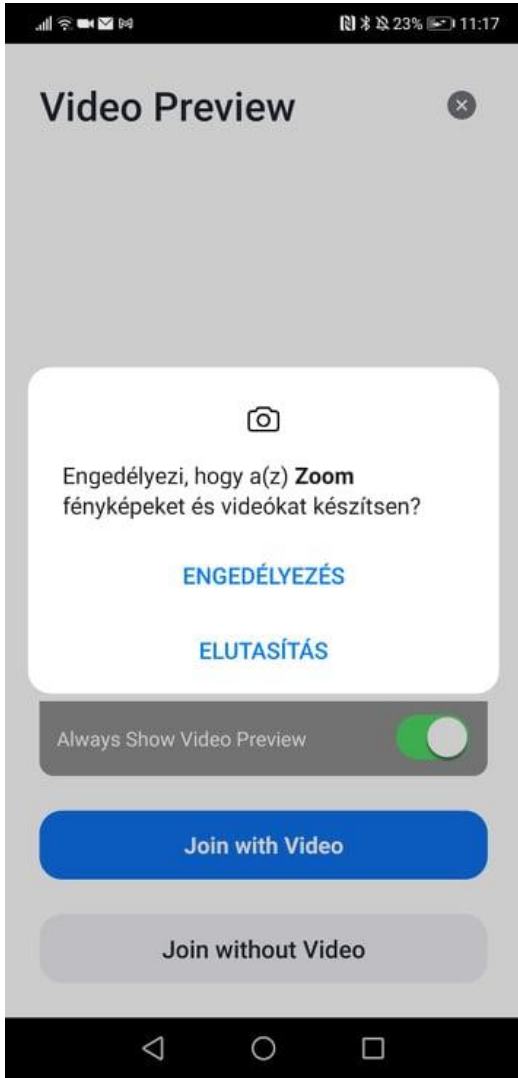 23% 11:17
Video Preview
Engedélyezi, hogy a(z) Zoom
fényképeket és videókat készítsen?
ENGEDÉLYEZÉS
ELUTASÍTÁS
Always Show Video Preview
Join with Video
Join without Video